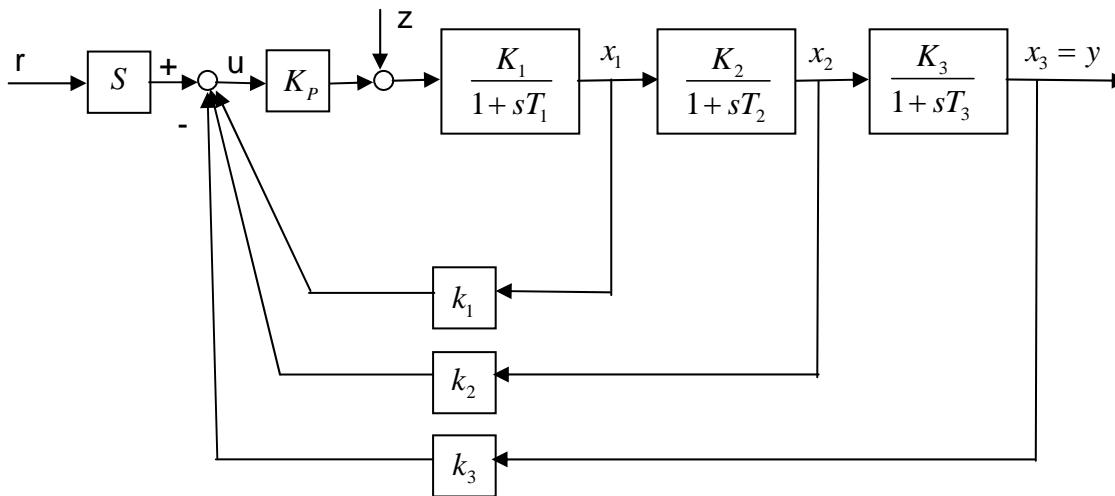 z
r
S
+
u
K_P
K_1 / (1 + sT_1)
x_1
K_2 / (1 + sT_2)
x_2
K_3 / (1 + sT_3)
x_3 = y
-
k_1
k_2
k_3